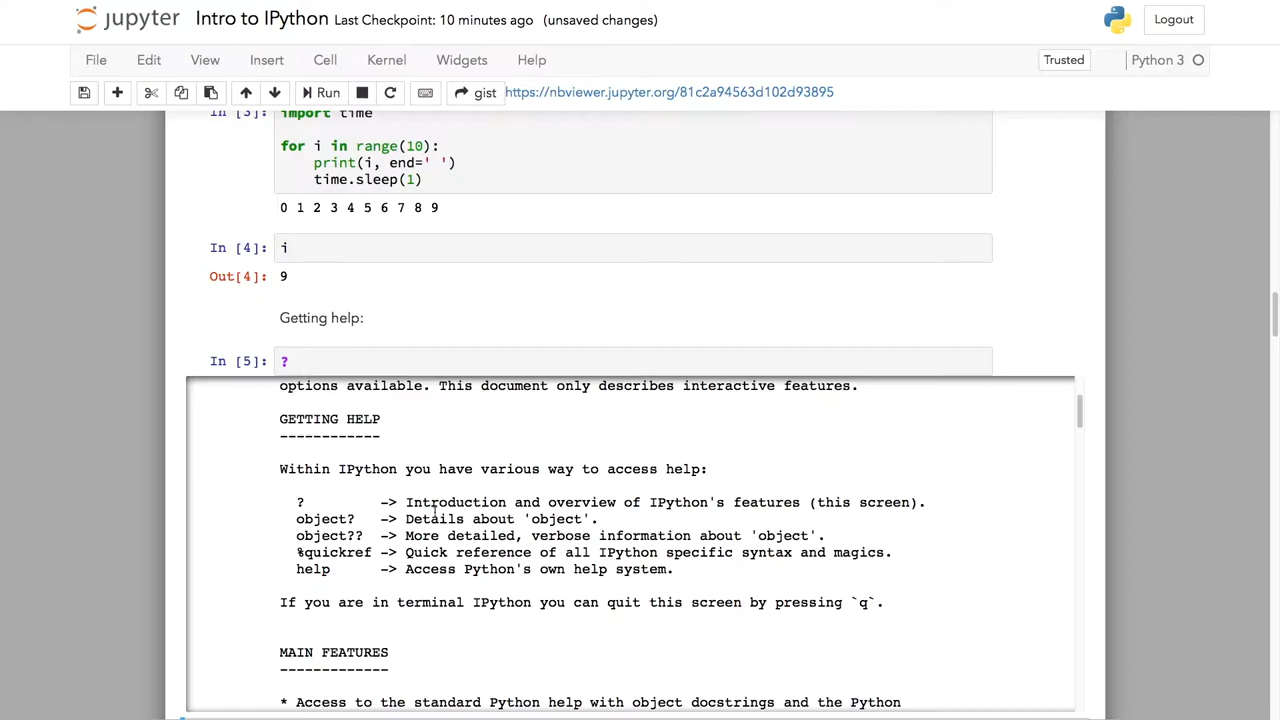 jupyter Intro to IPython Last Checkpoint: 10 minutes ago (unsaved changes) Logout
File Edit View Insert Cell Kernel Widgets Help Trusted Python 3
Run gist https://nbviewer.jupyter.org/81c2a94563d102d93895
In [3]: import time
for i in range(10):
    print(i, end=' ')
    time.sleep(1)
0 1 2 3 4 5 6 7 8 9
In [4]: i
Out[4]: 9
Getting help:
In [5]: ?
options available. This document only describes interactive features.
GETTING HELP
------------
Within IPython you have various way to access help:
?         -> Introduction and overview of IPython's features (this screen).
object?   -> Details about 'object'.
object??  -> More detailed, verbose information about 'object'.
%quickref -> Quick reference of all IPython specific syntax and magics.
help      -> Access Python's own help system.
If you are in terminal IPython you can quit this screen by pressing `q`.
MAIN FEATURES
-------------
* Access to the standard Python help with object docstrings and the Python